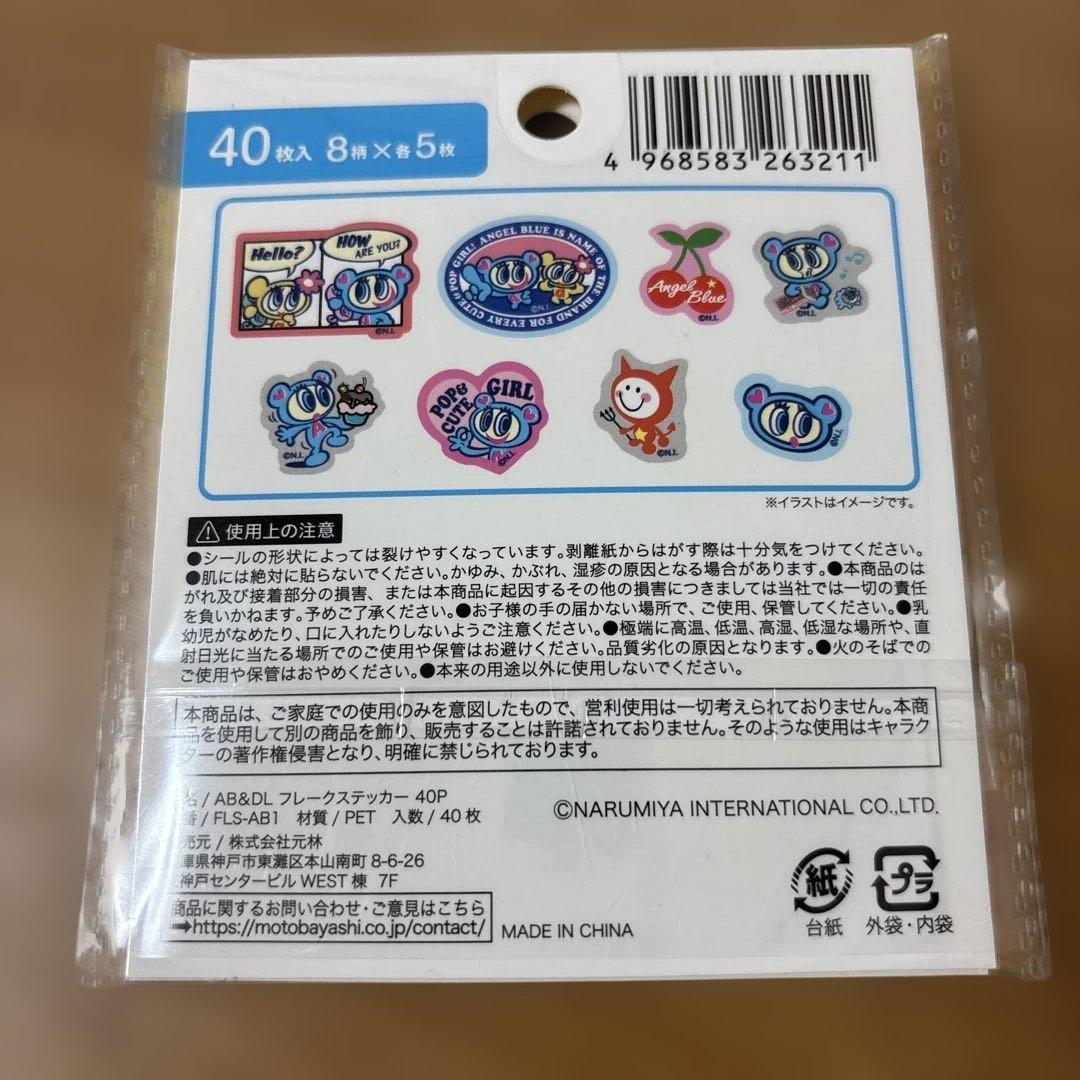 40枚入 8柄×各5枚
4 968583 263211
Hello?
HOW ARE YOU?
©N.I.
POP GIRL! ANGEL BLUE IS NAME OF THE BRAND FOR EVERY CUTE &
©N.I.
Angel Blue
©N.I.
©N.I.
©N.I.
POP& CUTE GIRL
©N.I.
©N.I.
©N.I.
※イラストはイメージです。
使用上の注意
●シールの形状によっては裂けやすくなっています。剥離紙からはがす際は十分気をつけてください。
●肌には絶対に貼らないでください。かゆみ、かぶれ、湿疹の原因となる場合があります。●本商品のは
がれ及び接着部分の損害、または本商品に起因するその他の損害につきましては当社では一切の責任
を負いかねます。予めご了承ください。●お子様の手の届かない場所で、ご使用、保管してください。●乳
幼児がなめたり、口に入れたりしないようご注意ください。●極端に高温、低温、高湿、低湿な場所や、直
射日光に当たる場所でのご使用や保管はお避けください。品質劣化の原因となります。●火のそばでの
ご使用や保管はおやめください。●本来の用途以外に使用しないでください。
本商品は、ご家庭での使用のみを意図したもので、営利使用は一切考えられておりません。本商
品を使用して別の商品を飾り、販売することは許諾されておりません。そのような使用はキャラク
ターの著作権侵害となり、明確に禁じられております。
名 / AB&DL フレークステッカー 40P
番 / FLS-AB1 材質 / PET 入数 / 40枚
売元 / 株式会社元林
庫県神戸市東灘区本山南町 8-6-26
神戸センタービル WEST 棟 7F
商品に関するお問い合わせ・ご意見はこちら
→https://motobayashi.co.jp/contact/
MADE IN CHINA
©NARUMIYA INTERNATIONAL CO.,LTD.
紙
台紙
プラ
外袋・内袋